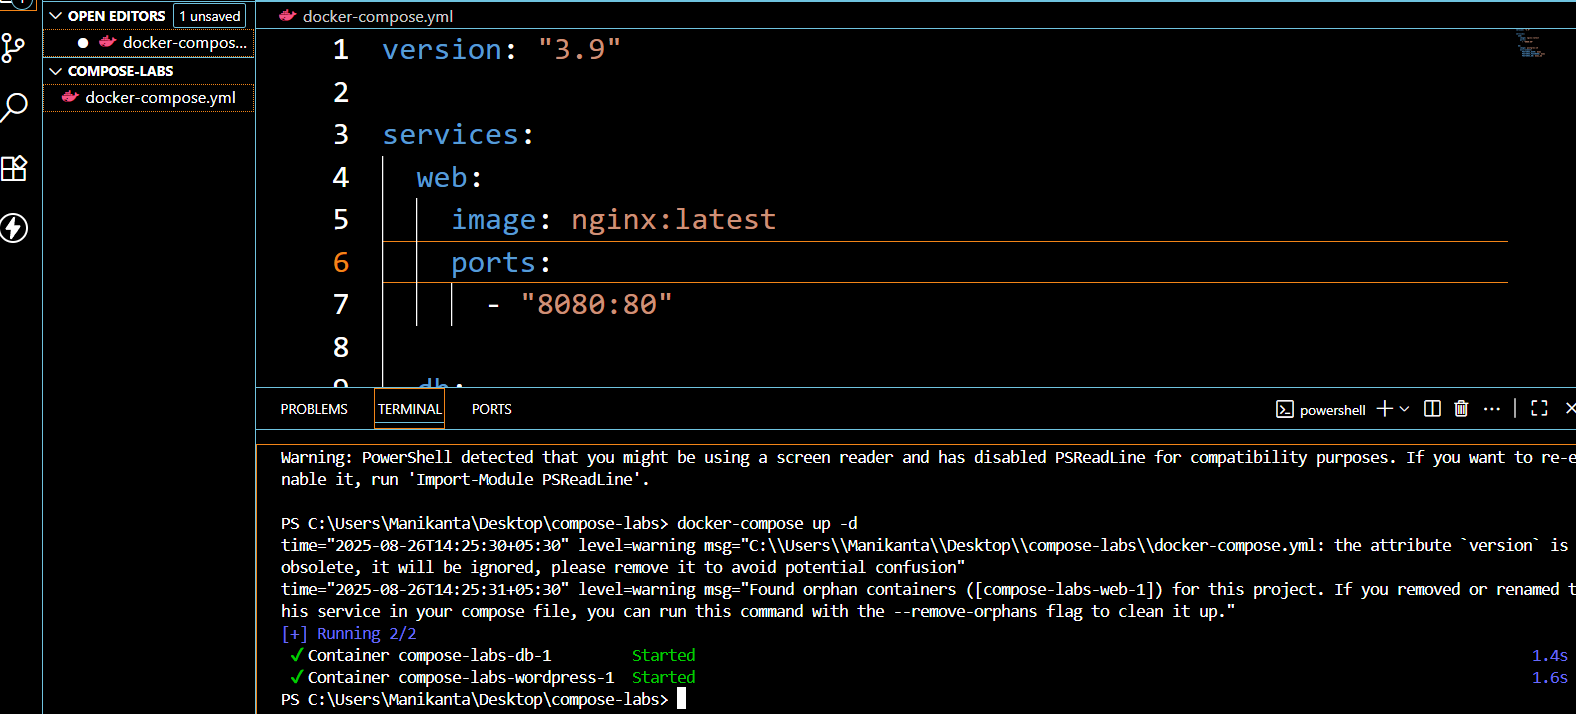 OPEN EDITORS 1 unsaved
docker-compos...
COMPOSE-LABS
docker-compose.yml
docker-compose.yml
1 version: "3.9"
2
3 services:
4 web:
5 image: nginx:latest
6 ports:
7 - "8080:80"
8
9 db:
PROBLEMS TERMINAL PORTS powershell
Warning: PowerShell detected that you might be using a screen reader and has disabled PSReadLine for compatibility purposes. If you want to re-e
nable it, run 'Import-Module PSReadLine'.
PS C:\Users\Manikanta\Desktop\compose-labs> docker-compose up -d
time="2025-08-26T14:25:30+05:30" level=warning msg="C:\\Users\\Manikanta\\Desktop\\compose-labs\\docker-compose.yml: the attribute `version` is
obsolete, it will be ignored, please remove it to avoid potential confusion"
time="2025-08-26T14:25:31+05:30" level=warning msg="Found orphan containers ([compose-labs-web-1]) for this project. If you removed or renamed t
his service in your compose file, you can run this command with the --remove-orphans flag to clean it up."
[+] Running 2/2
✓Container compose-labs-db-1 Started 1.4s
✓Container compose-labs-wordpress-1 Started 1.6s
PS C:\Users\Manikanta\Desktop\compose-labs>